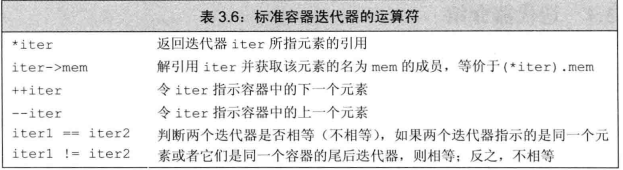 表 3.6：标准容器迭代器的运算符
*iter 返回迭代器 iter 所指元素的引用
iter->mem 解引用 iter 并获取该元素的名为 mem 的成员，等价于(*iter).mem
++iter 令 iter 指示容器中的下一个元素
--iter 令 iter 指示容器中的上一个元素
iter1 == iter2 判断两个迭代器是否相等（不相等），如果两个迭代器指示的是同一个元
iter1 != iter2 素或者它们是同一个容器的尾后迭代器，则相等；反之，不相等